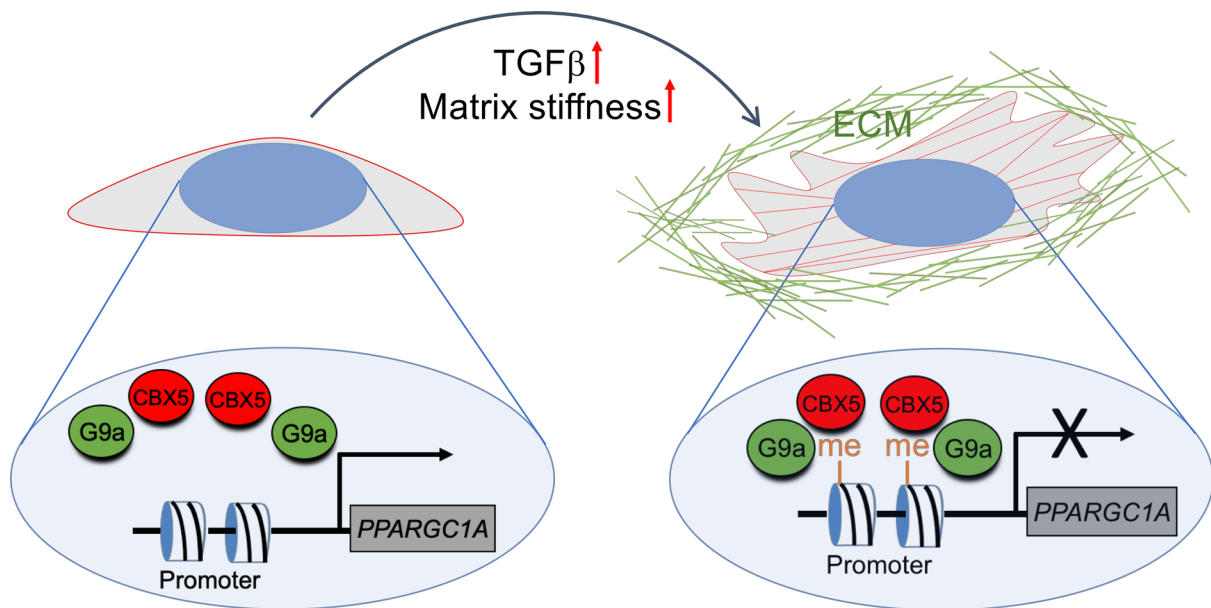 TGFβ
Matrix stiffness
ECM
CBX5
CBX5
G9a
G9a
PPARGC1A
Promoter
CBX5
CBX5
G9a
me
me
G9a
PPARGC1A
Promoter